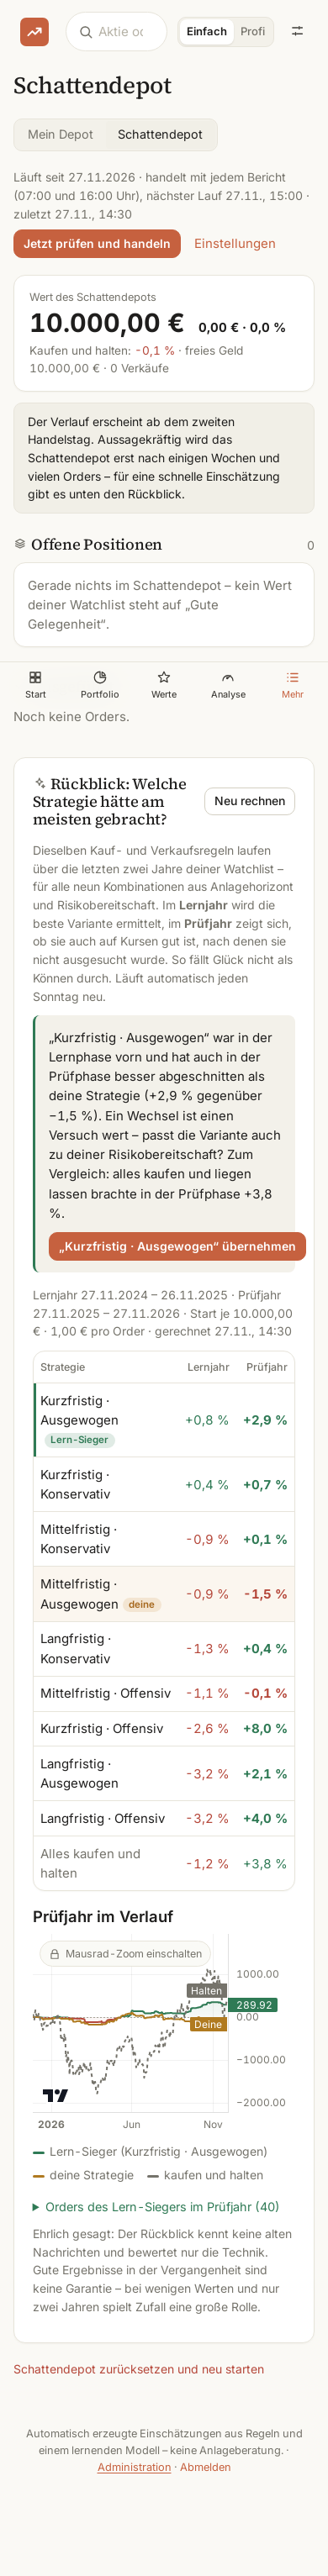 Aktie oc
Einfach Profi
Schattendepot
Mein Depot Schattendepot
Läuft seit 27.11.2026 · handelt mit jedem Bericht
(07:00 und 16:00 Uhr), nächster Lauf 27.11., 15:00 ·
zuletzt 27.11., 14:30
Jetzt prüfen und handeln Einstellungen
Wert des Schattendepots
10.000,00 € 0,00 € · 0,0 %
Kaufen und halten: -0,1 % · freies Geld
10.000,00 € · 0 Verkäufe
Der Verlauf erscheint ab dem zweiten
Handelstag. Aussagekräftig wird das
Schattendepot erst nach einigen Wochen und
vielen Orders – für eine schnelle Einschätzung
gibt es unten den Rückblick.
Offene Positionen 0
Gerade nichts im Schattendepot – kein Wert
deiner Watchlist steht auf „Gute
Gelegenheit“.
Start Portfolio Werte Analyse Mehr
Noch keine Orders.
Rückblick: Welche
Strategie hätte am
meisten gebracht?
Neu rechnen
Dieselben Kauf- und Verkaufsregeln laufen
über die letzten zwei Jahre deiner Watchlist –
für alle neun Kombinationen aus Anlagehorizont
und Risikobereitschaft. Im Lernjahr wird die
beste Variante ermittelt, im Prüfjahr zeigt sich,
ob sie auch auf Kursen gut ist, nach denen sie
nicht ausgesucht wurde. So fällt Glück nicht als
Können durch. Läuft automatisch jeden
Sonntag neu.
„Kurzfristig · Ausgewogen“ war in der
Lernphase vorn und hat auch in der
Prüfphase besser abgeschnitten als
deine Strategie (+2,9 % gegenüber
−1,5 %). Ein Wechsel ist einen
Versuch wert – passt die Variante auch
zu deiner Risikobereitschaft? Zum
Vergleich: alles kaufen und liegen
lassen brachte in der Prüfphase +3,8
%.
„Kurzfristig · Ausgewogen“ übernehmen
Lernjahr 27.11.2024 – 26.11.2025 · Prüfjahr
27.11.2025 – 27.11.2026 · Start je 10.000,00
€ · 1,00 € pro Order · gerechnet 27.11., 14:30
Strategie Lernjahr Prüfjahr
Kurzfristig ·
Ausgewogen +0,8 % +2,9 %
Lern-Sieger
Kurzfristig ·
Konservativ +0,4 % +0,7 %
Mittelfristig ·
Konservativ -0,9 % +0,1 %
Mittelfristig ·
Ausgewogen deine -0,9 % -1,5 %
Langfristig ·
Konservativ -1,3 % +0,4 %
Mittelfristig · Offensiv -1,1 % -0,1 %
Kurzfristig · Offensiv -2,6 % +8,0 %
Langfristig ·
Ausgewogen -3,2 % +2,1 %
Langfristig · Offensiv -3,2 % +4,0 %
Alles kaufen und
halten -1,2 % +3,8 %
Prüfjahr im Verlauf
Mausrad-Zoom einschalten
1000.00
Halten
289.92
0.00
Deine
−1000.00
−2000.00
2026 Jun Nov
Lern-Sieger (Kurzfristig · Ausgewogen)
deine Strategie kaufen und halten
Orders des Lern-Siegers im Prüfjahr (40)
Ehrlich gesagt: Der Rückblick kennt keine alten
Nachrichten und bewertet nur die Technik.
Gute Ergebnisse in der Vergangenheit sind
keine Garantie – bei wenigen Werten und nur
zwei Jahren spielt Zufall eine große Rolle.
Schattendepot zurücksetzen und neu starten
Automatisch erzeugte Einschätzungen aus Regeln und
einem lernenden Modell – keine Anlageberatung. ·
Administration · Abmelden